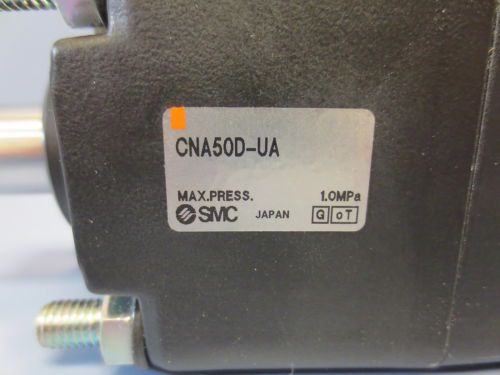 CNA50D-UA
MAX.PRESS. 1.0MPa
SMC JAPAN G oT